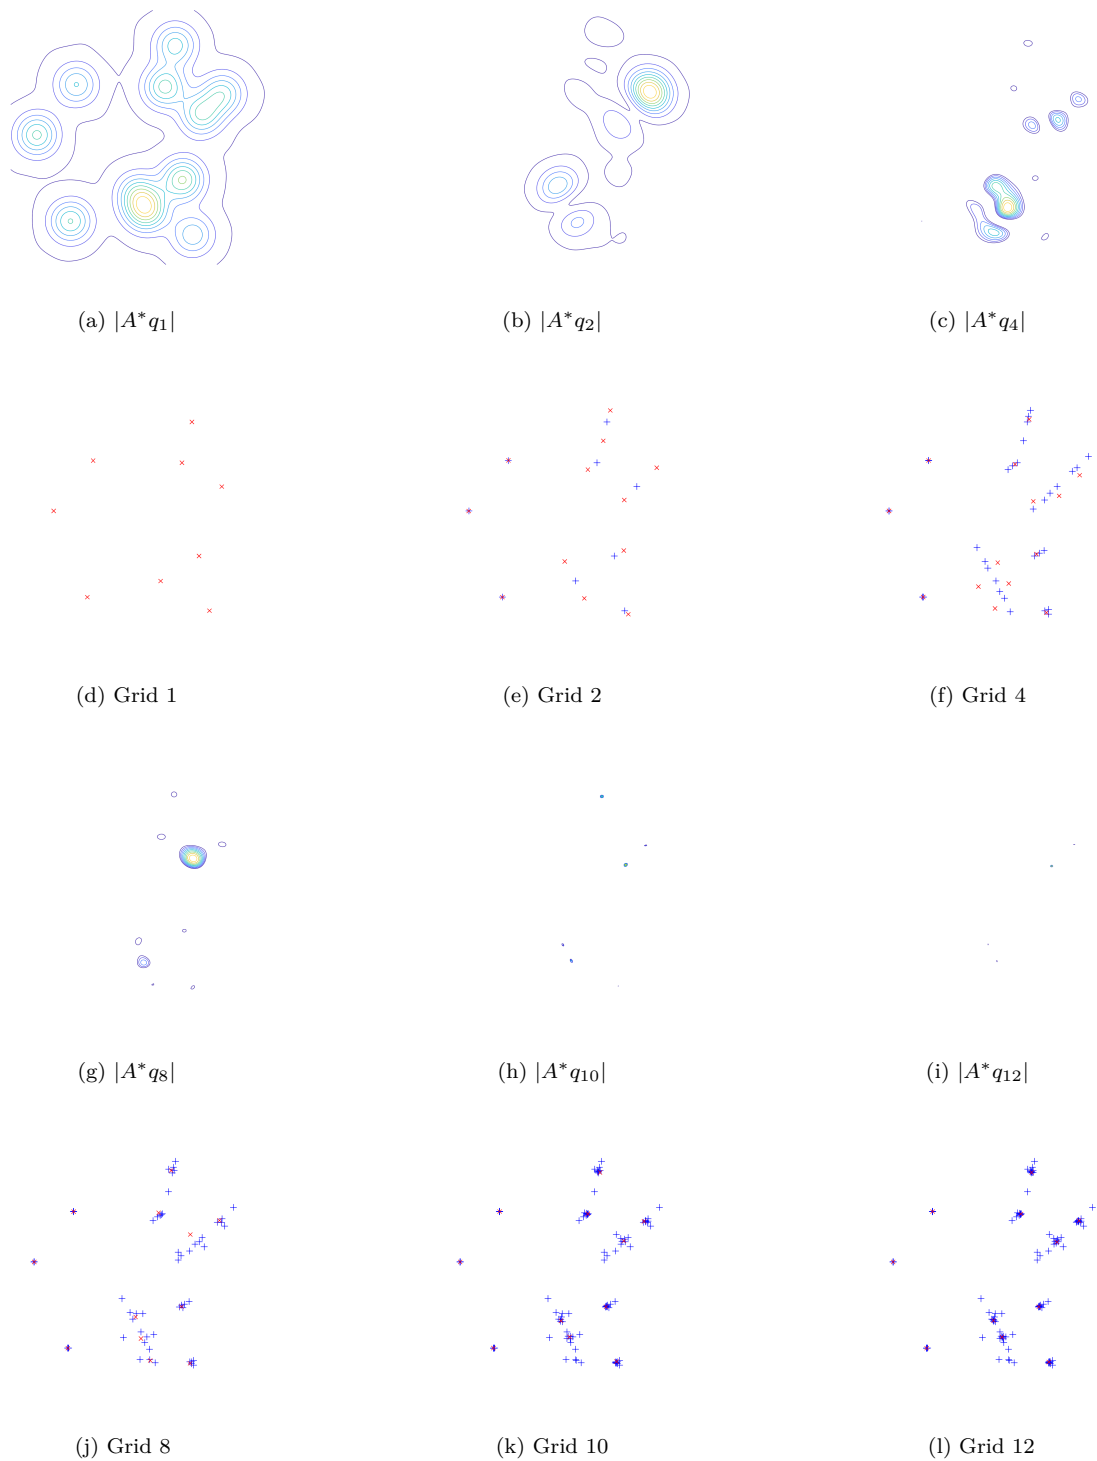 (a) |A*q₁|
(b) |A*q₂|
(c) |A*q₄|
(d) Grid 1
(e) Grid 2
(f) Grid 4
(g) |A*q₈|
(h) |A*q₁₀|
(i) |A*q₁₂|
(j) Grid 8
(k) Grid 10
(l) Grid 12